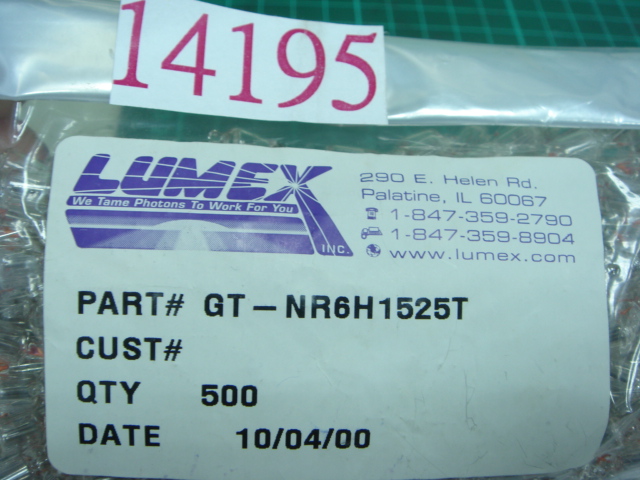 14195
LUMEX
We Tame Photons To Work For You
INC.
290 E. Helen Rd.
Palatine, IL 60067
1-847-359-2790
1-847-359-8904
www.lumex.com
PART# GT-NR6H1525T
CUST#
QTY 500
DATE 10/04/00